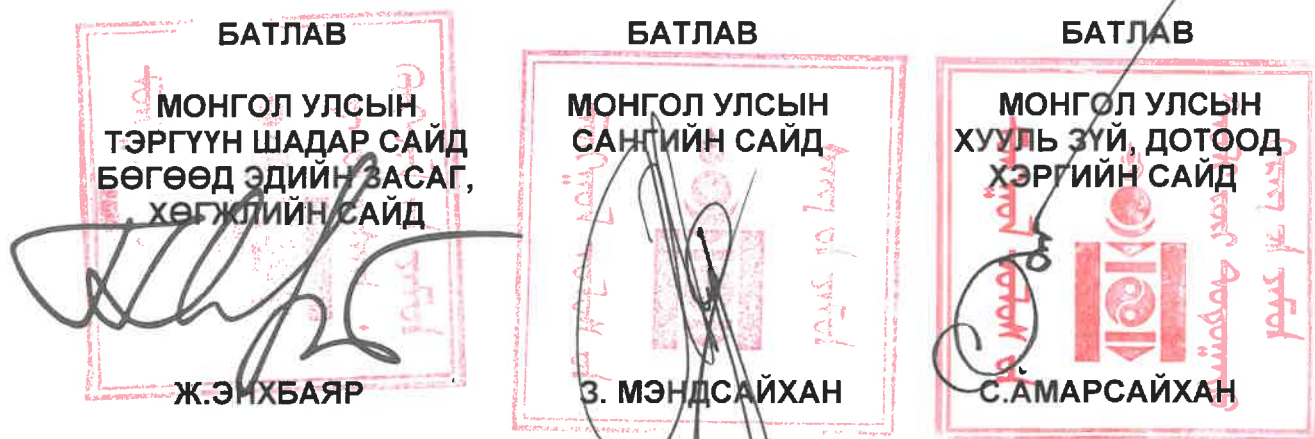 БАТЛАВ
МОНГОЛ УЛСЫН
ТЭРГҮҮН ШАДАР САЙД
БӨГӨӨД ЭДИЙН ЗАСАГ,
ХӨГЖЛИЙН САЙД
Ж.ЭНХБАЯР
БАТЛАВ
МОНГОЛ УЛСЫН
САНГИЙН САЙД
З. МЭНДСАЙХАН
БАТЛАВ
МОНГОЛ УЛСЫН
ХУУЛЬ ЗҮЙ, ДОТООД
ХЭРГИЙН САЙД
С.АМАРСАЙХАН